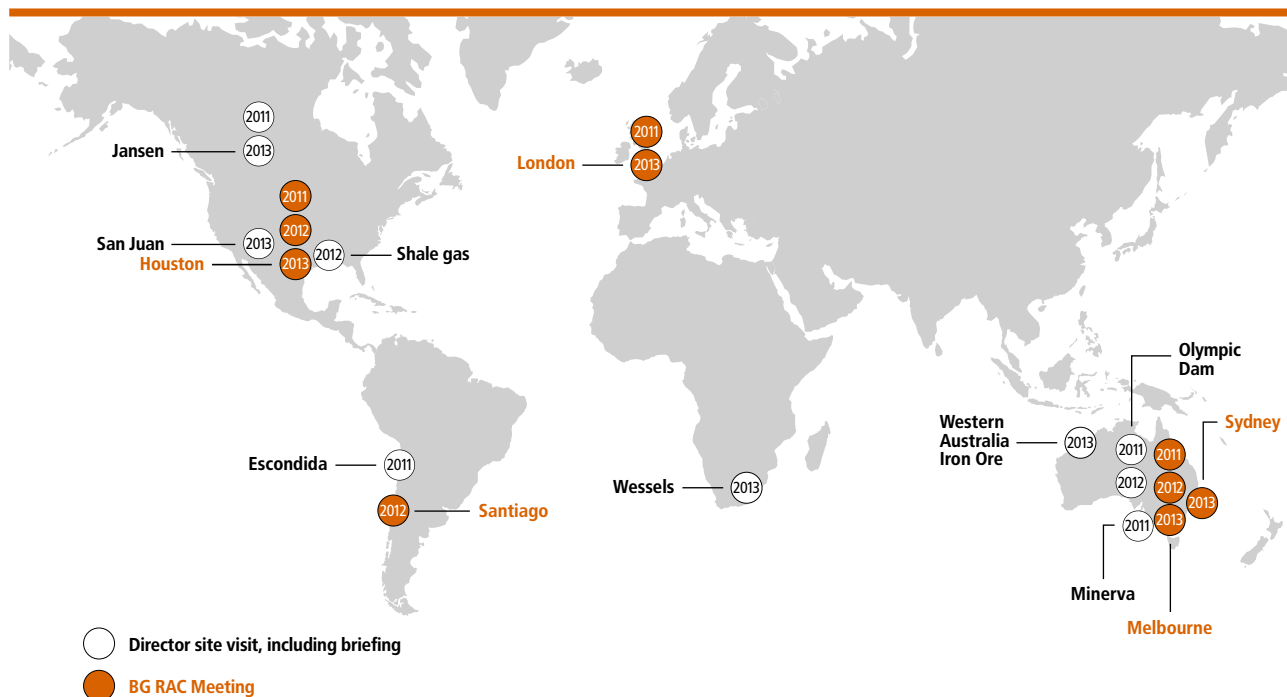 2011
Jansen
2013
2011
2012
San Juan
2013
Houston
2013
2012
Shale gas
London
2011
2013
Escondida
2011
2012
Santiago
Wessels
2013
Olympic
Dam
Western
Australia
Iron Ore
2013
2011
2012
Sydney
2013
2011
2012
2013
2011
Minerva
Melbourne
Director site visit, including briefing
BG RAC Meeting